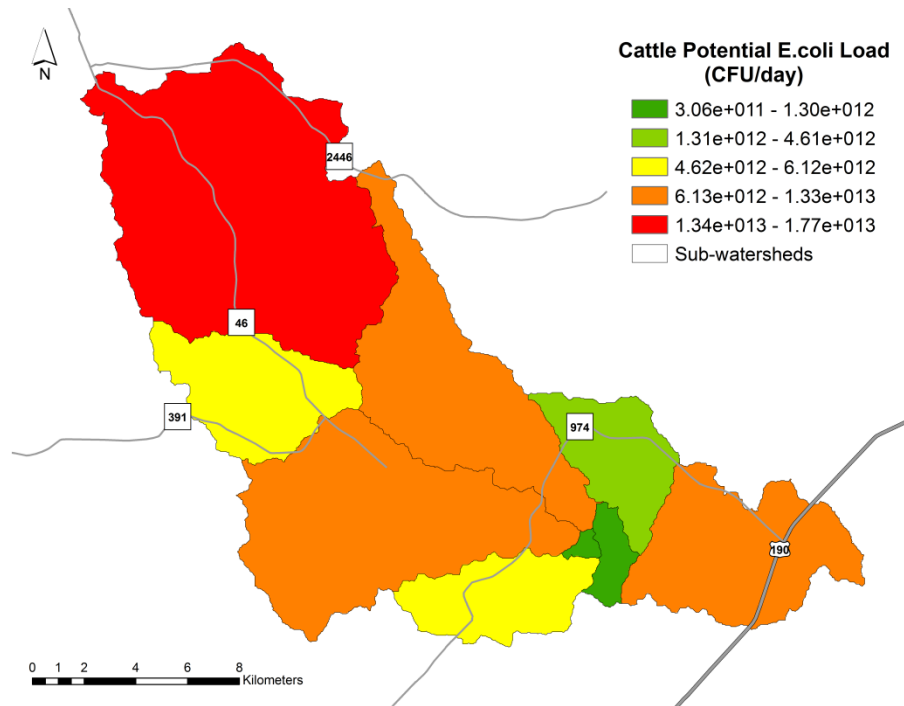 N
Cattle Potential E.coli Load
(CFU/day)
3.06e+011 - 1.30e+012
1.31e+012 - 4.61e+012
4.62e+012 - 6.12e+012
6.13e+012 - 1.33e+013
1.34e+013 - 1.77e+013
Sub-watersheds
2446
46
391
974
190
0 1 2 4 6 8
Kilometers